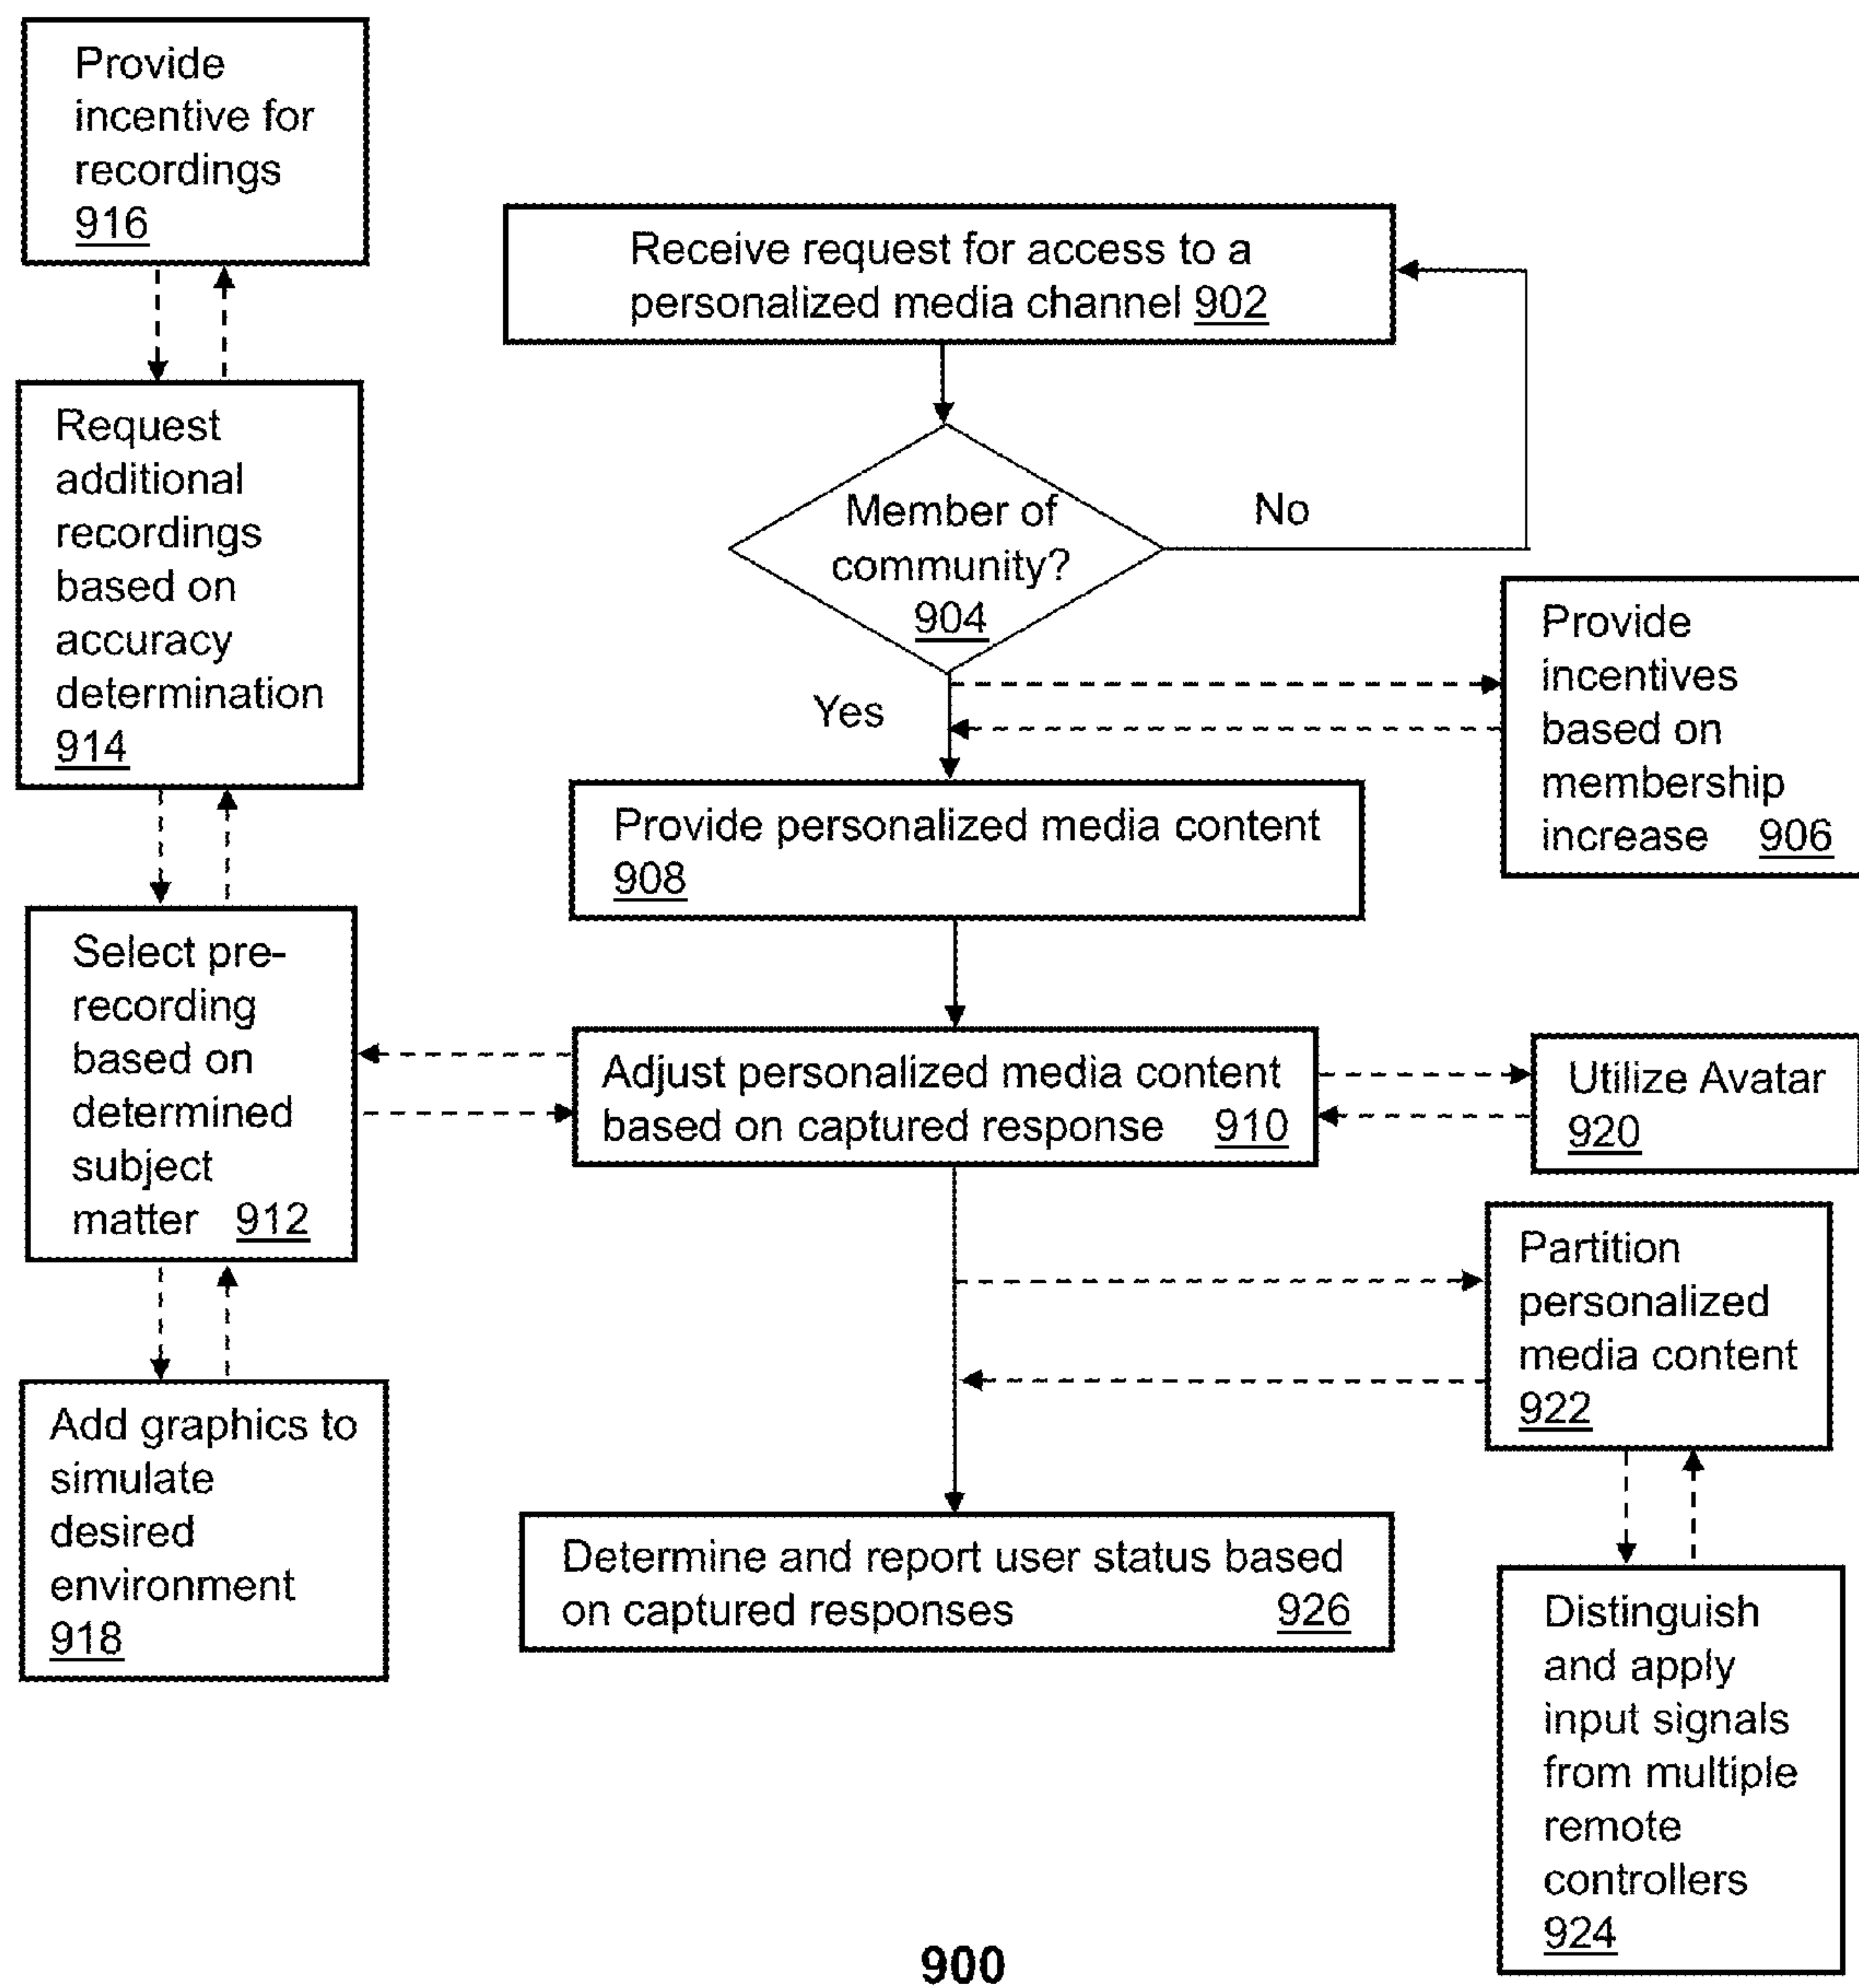 Provide
incentive for
recordings
916
Receive request for access to a
personalized media channel 902
Request
additional
recordings
based on
accuracy
determination
914
Member of
community?
904
No
Yes
Provide
incentives
based on
membership
increase 906
Provide personalized media content
908
Select pre-
recording
based on
determined
subject
matter 912
Adjust personalized media content
based on captured response 910
Utilize Avatar
920
Partition
personalized
media content
922
Add graphics to
simulate
desired
environment
918
Determine and report user status based
on captured responses 926
Distinguish
and apply
input signals
from multiple
remote
controllers
924
900